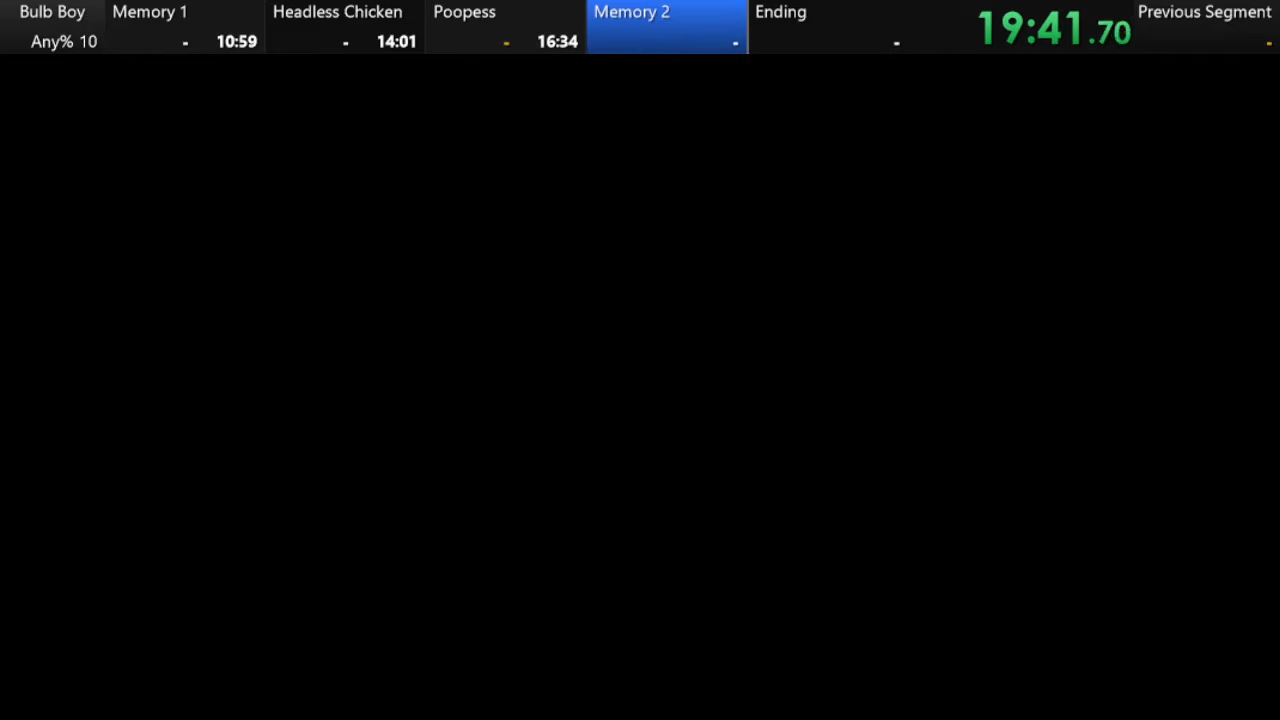 Bulb Boy
Any% 10
Memory 1
- 10:59
Headless Chicken
- 14:01
Poopess
- 16:34
Memory 2
-
Ending
-
19:41.70
Previous Segment
-